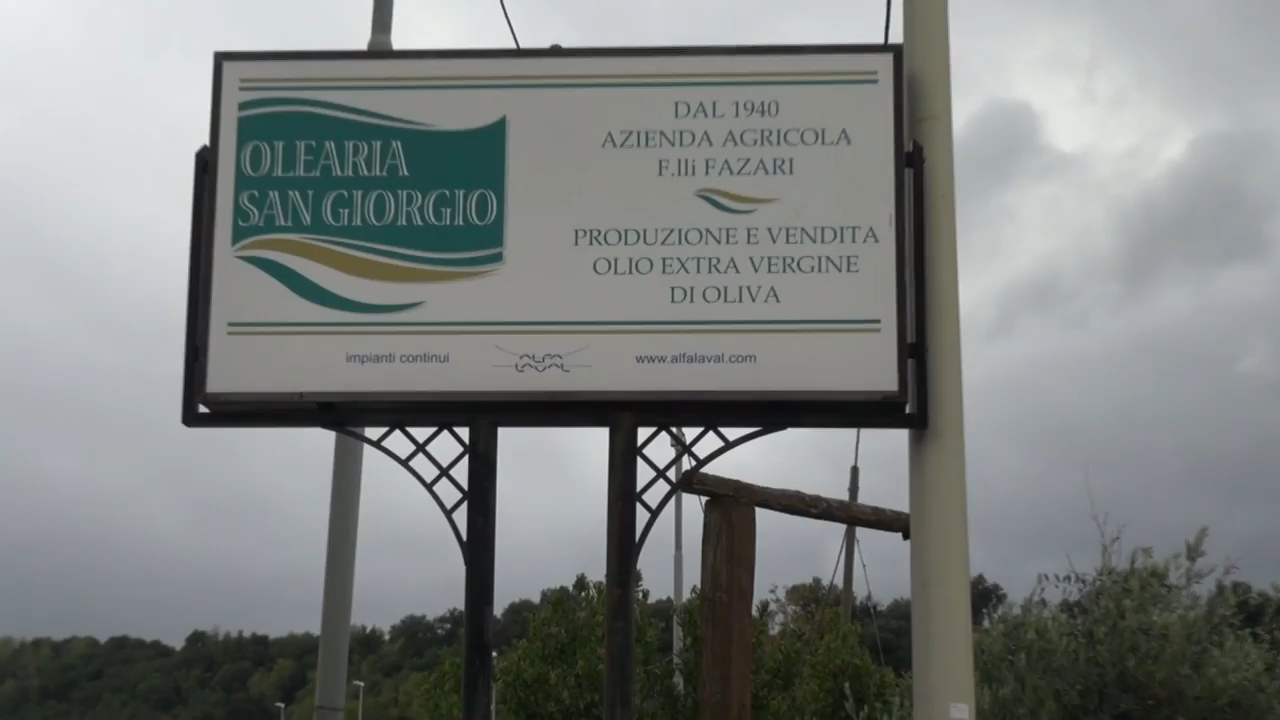 OLEARIA
SAN GIORGIO
DAL 1940
AZIENDA AGRICOLA
F.lli FAZARI
PRODUZIONE E VENDITA
OLIO EXTRA VERGINE
DI OLIVA
impianti continui
ALFA
LAVAL
www.alfalaval.com